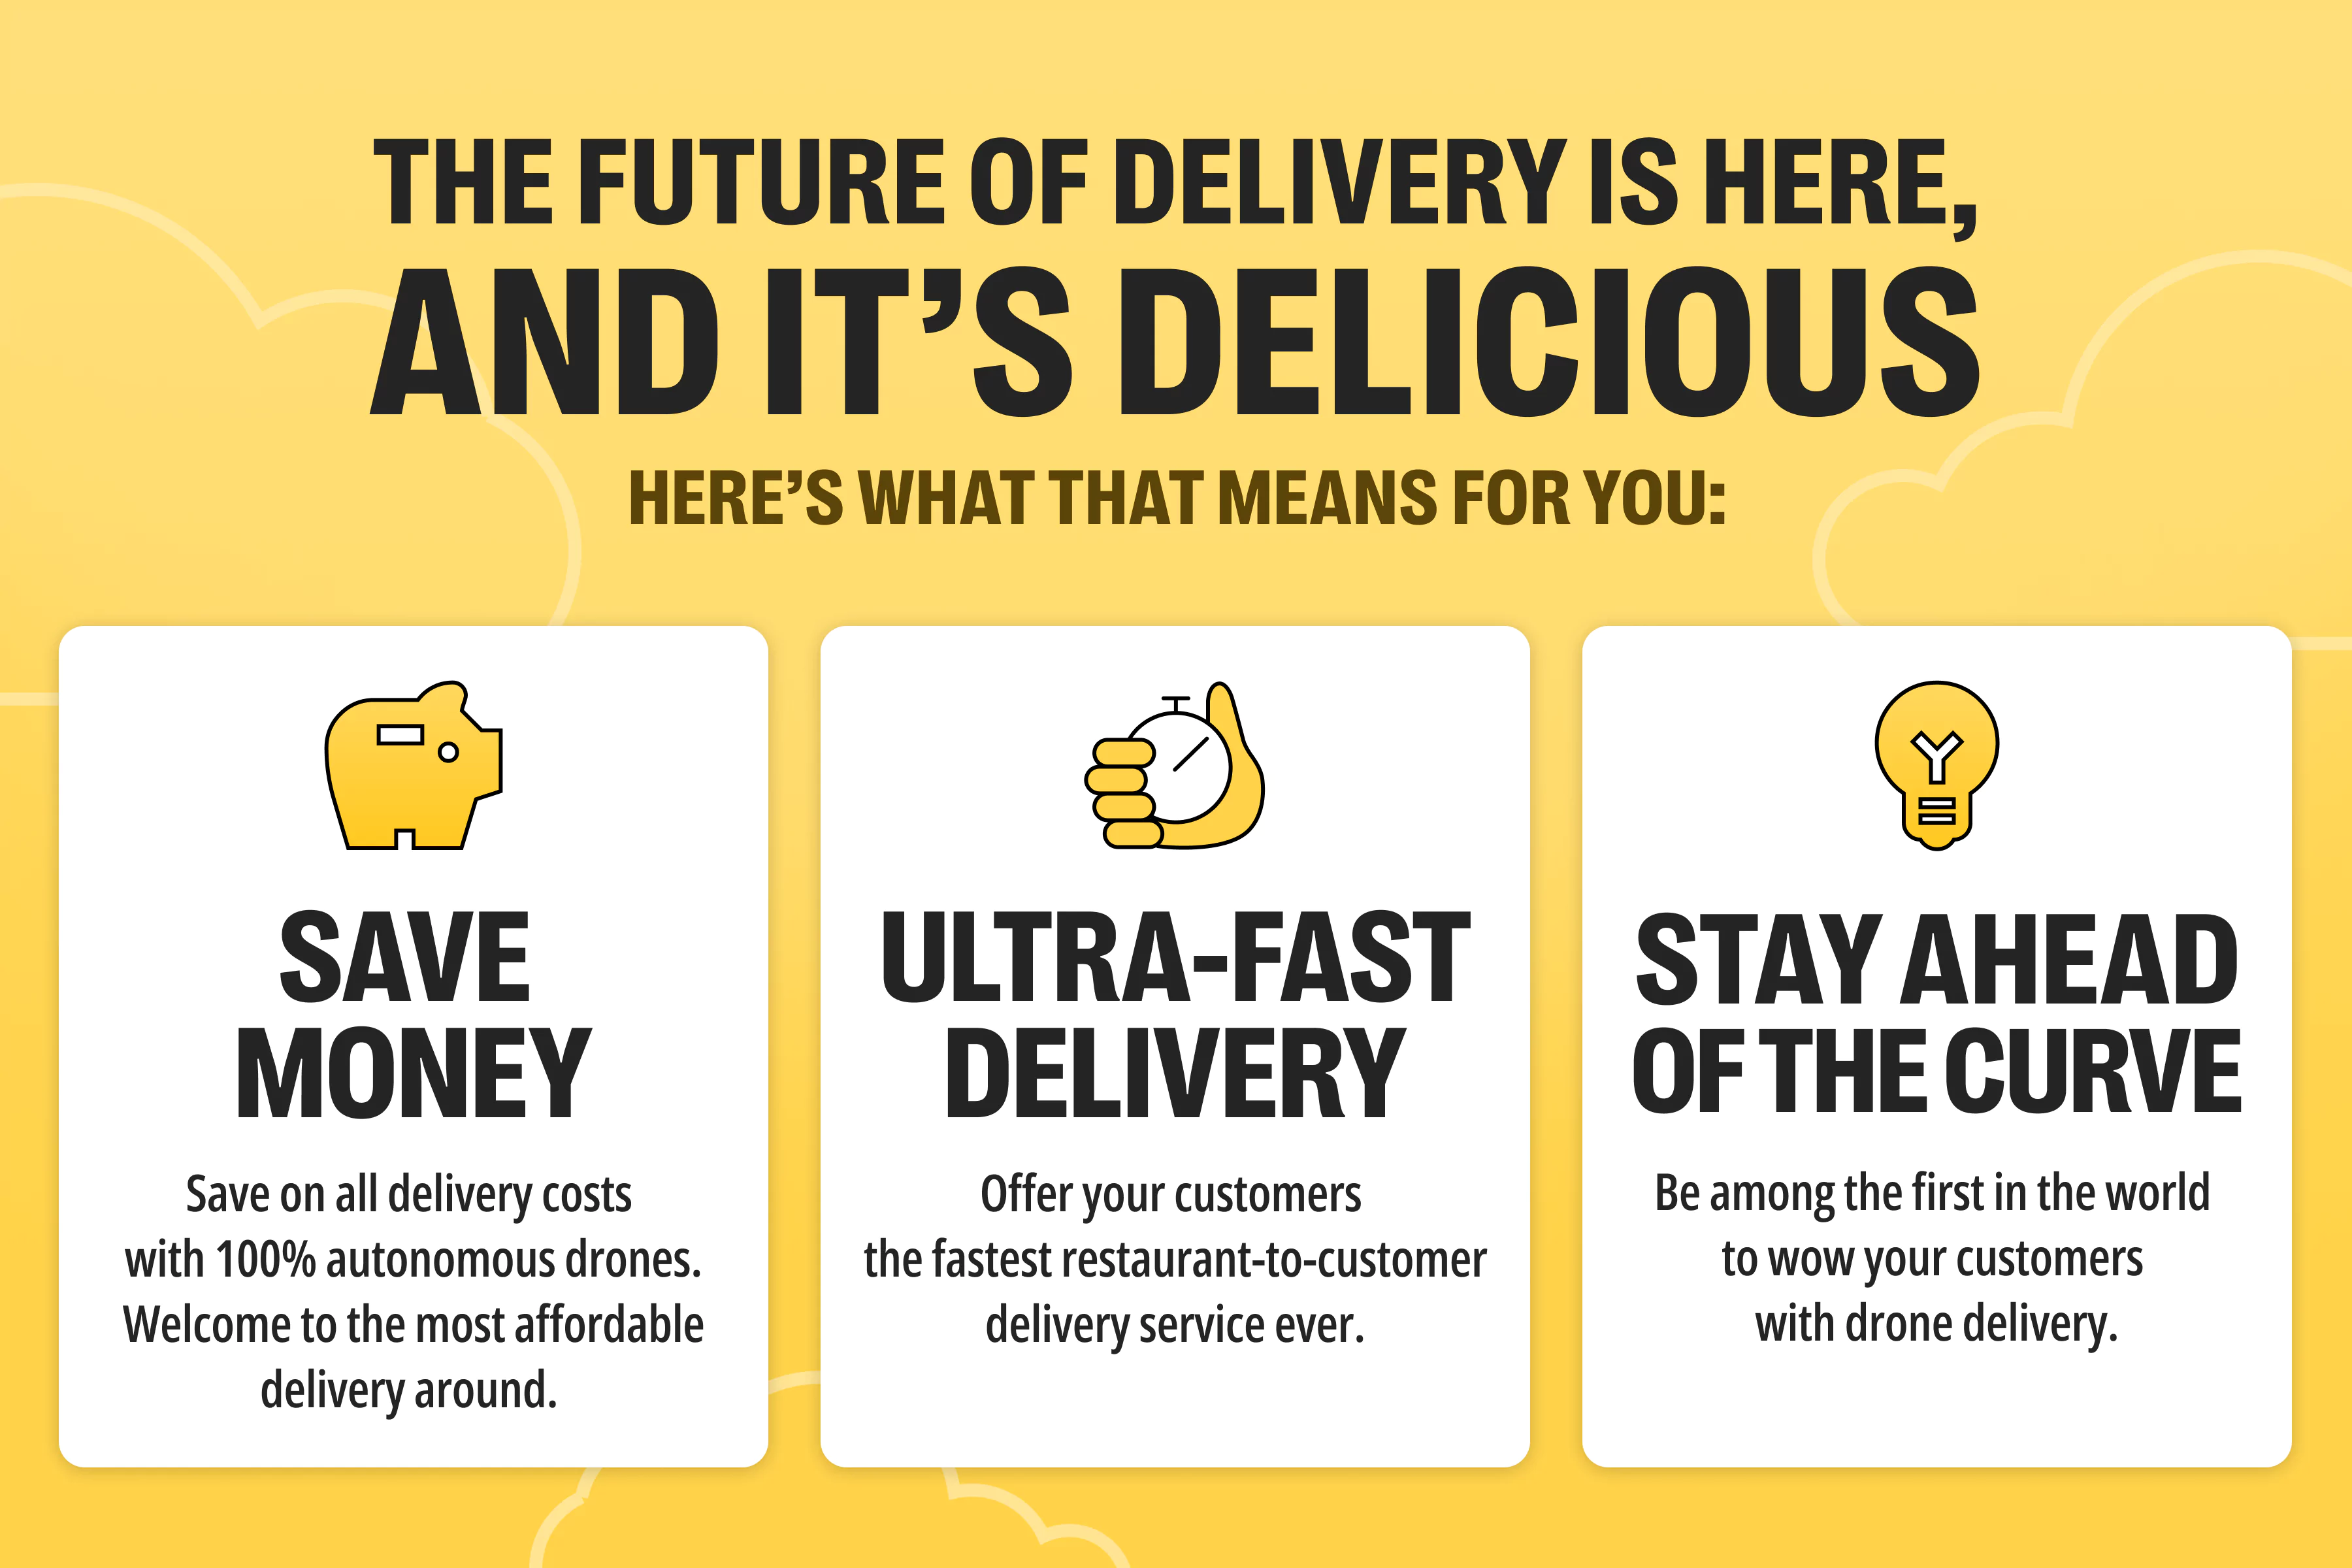 THE FUTURE OF DELIVERY IS HERE,
AND IT’S DELICIOUS
HERE’S WHAT THAT MEANS FOR YOU:
SAVE
MONEY
Save on all delivery costs
with 100% autonomous drones.
Welcome to the most affordable
delivery around.
ULTRA-FAST
DELIVERY
Offer your customers
the fastest restaurant-to-customer
delivery service ever.
Y
STAY AHEAD
OF THE CURVE
Be among the first in the world
to wow your customers
with drone delivery.